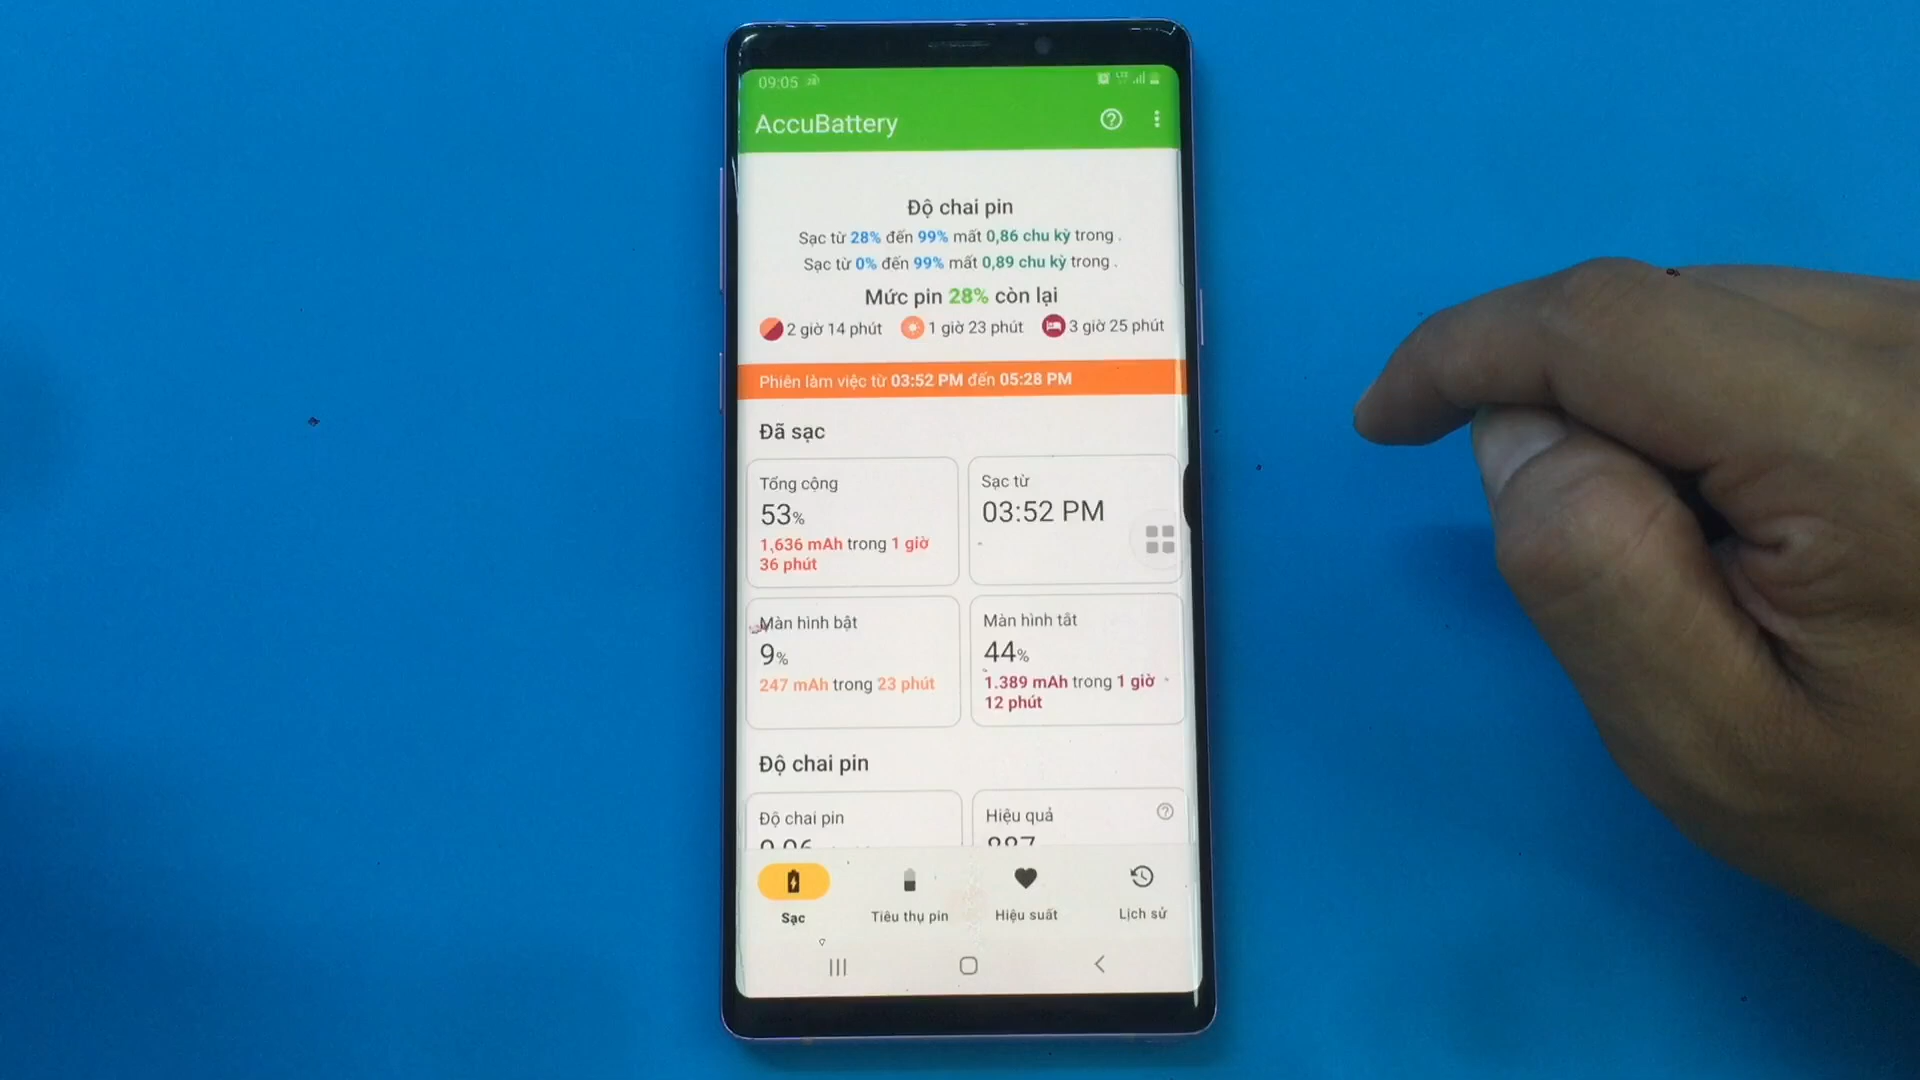 09:05
AccuBattery
Độ chai pin
Sạc từ 28% đến 99% mất 0,86 chu kỳ trong .
Sạc từ 0% đến 99% mất 0,89 chu kỳ trong .
Mức pin 28% còn lại
2 giờ 14 phút 1 giờ 23 phút 3 giờ 25 phút
Phiên làm việc từ 03:52 PM đến 05:28 PM
Đã sạc
Tổng cộng
53%
1,636 mAh trong 1 giờ
36 phút
Sạc từ
03:52 PM
-
Màn hình bật
9%
247 mAh trong 23 phút
Màn hình tắt
44%
1.389 mAh trong 1 giờ
12 phút
Độ chai pin
Độ chai pin
Hiệu quả
Sạc
Tiêu thụ pin
Hiệu suất
Lịch sử